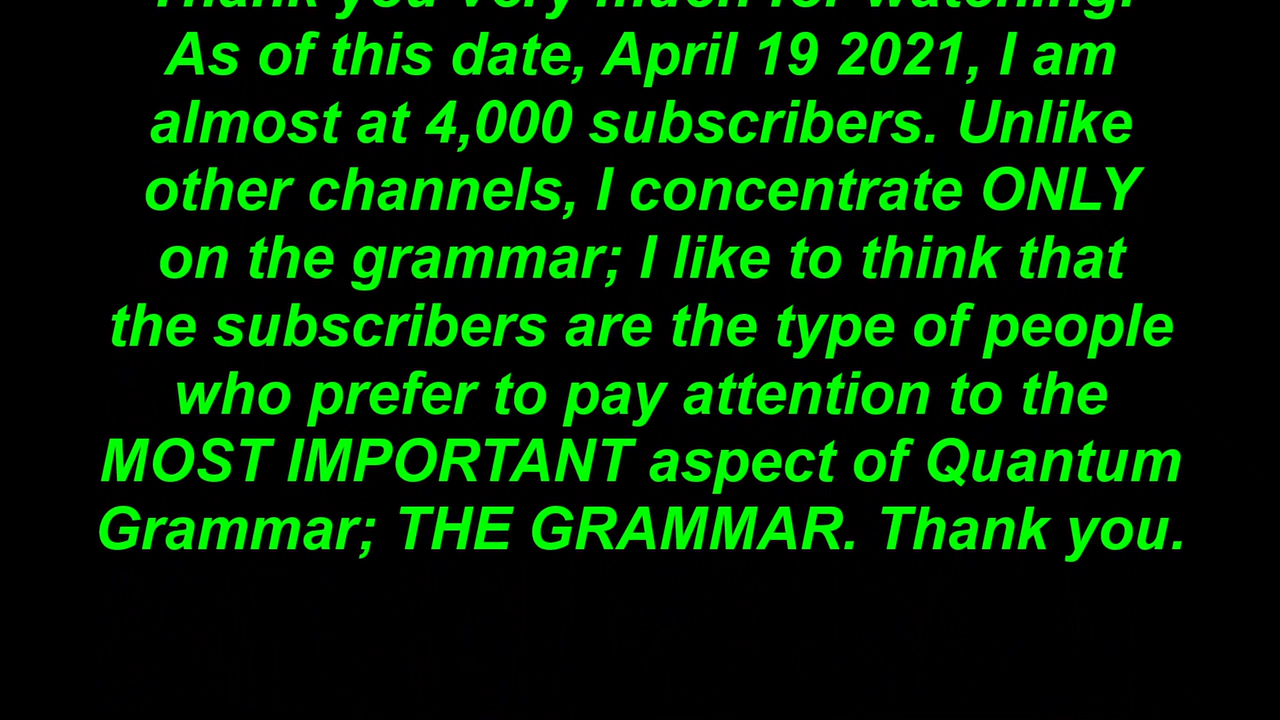 Thank you very much for watching.
As of this date, April 19 2021, I am
almost at 4,000 subscribers. Unlike
other channels, I concentrate ONLY
on the grammar; I like to think that
the subscribers are the type of people
who prefer to pay attention to the
MOST IMPORTANT aspect of Quantum
Grammar; THE GRAMMAR. Thank you.